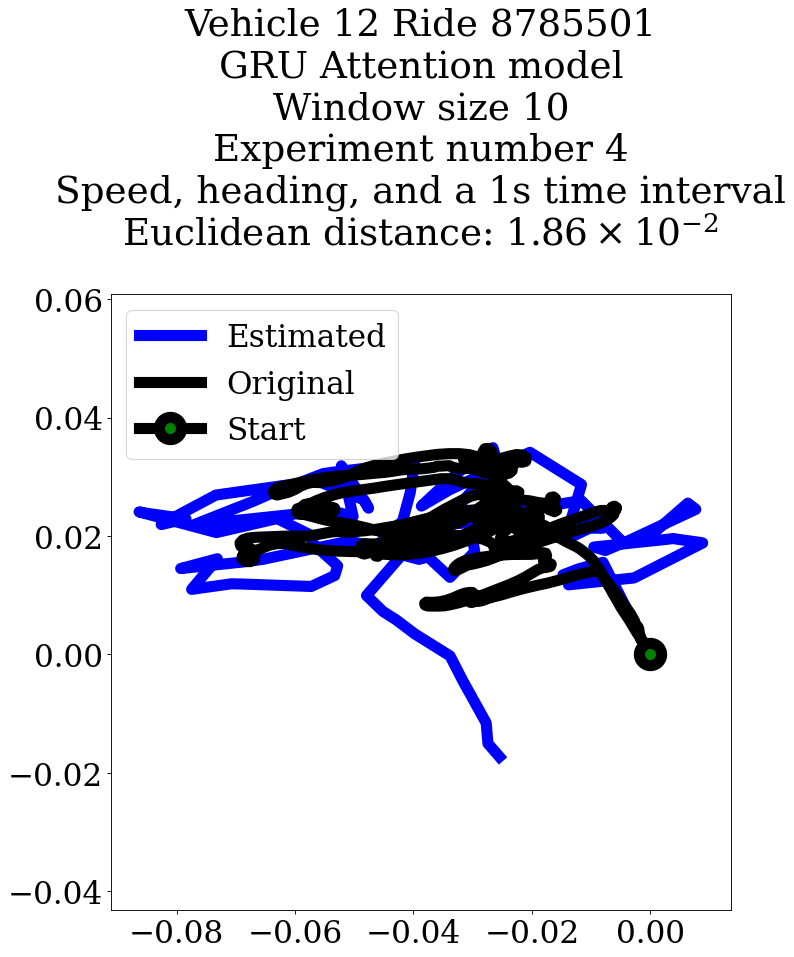 Vehicle 12 Ride 8785501
GRU Attention model
Window size 10
Experiment number 4
Speed, heading, and a 1s time interval
Euclidean distance: 1.86 × 10⁻²
0.06
Estimated
Original
Start
0.04
0.02
0.00
−0.02
−0.04
−0.08 −0.06 −0.04 −0.02 0.00